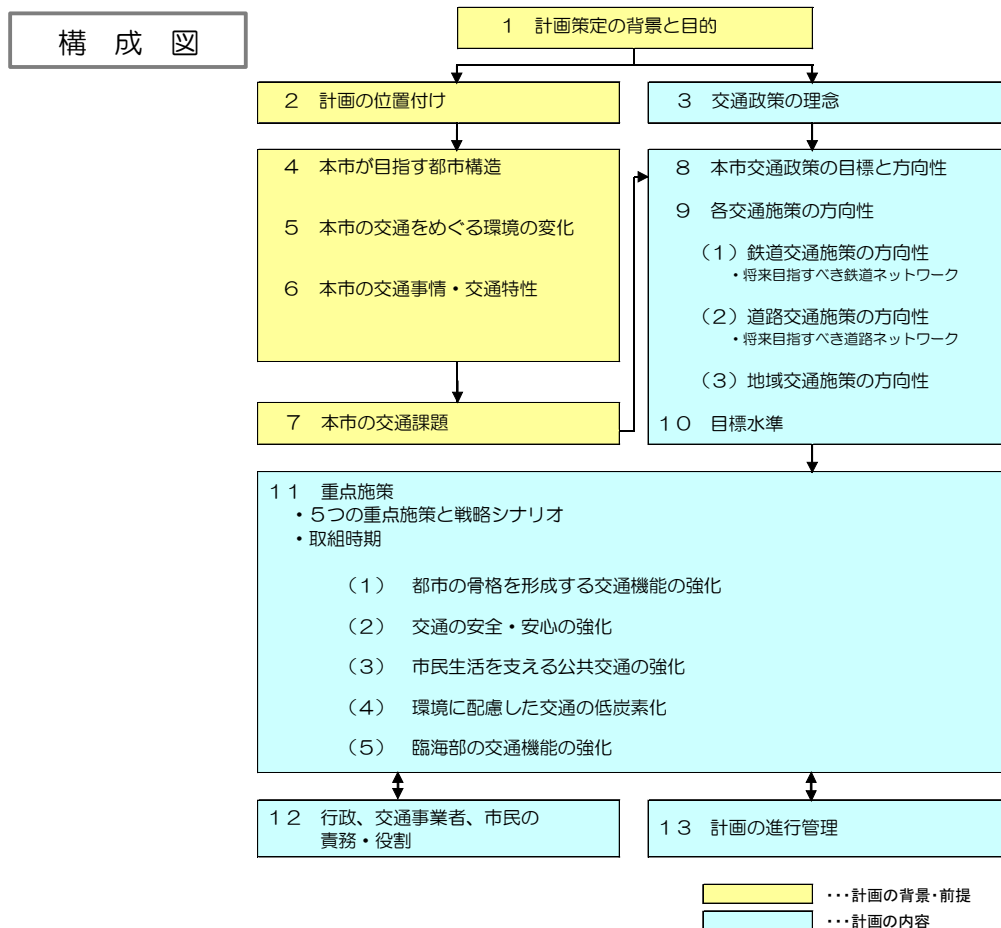 構 成 図
１ 計画策定の背景と目的
２ 計画の位置付け
３ 交通政策の理念
４ 本市が目指す都市構造
５ 本市の交通をめぐる環境の変化
６ 本市の交通事情・交通特性
７ 本市の交通課題
８ 本市交通政策の目標と方向性
９ 各交通施策の方向性
（１）鉄道交通施策の方向性
・将来目指すべき鉄道ネットワーク
（２）道路交通施策の方向性
・将来目指すべき道路ネットワーク
（３）地域交通施策の方向性
１０ 目標水準
１１ 重点施策
・５つの重点施策と戦略シナリオ
・取組時期
（１） 都市の骨格を形成する交通機能の強化
（２） 交通の安全・安心の強化
（３） 市民生活を支える公共交通の強化
（４） 環境に配慮した交通の低炭素化
（５） 臨海部の交通機能の強化
１２ 行政、交通事業者、市民の
責務・役割
１３ 計画の進行管理
･･･計画の背景・前提
･･･計画の内容